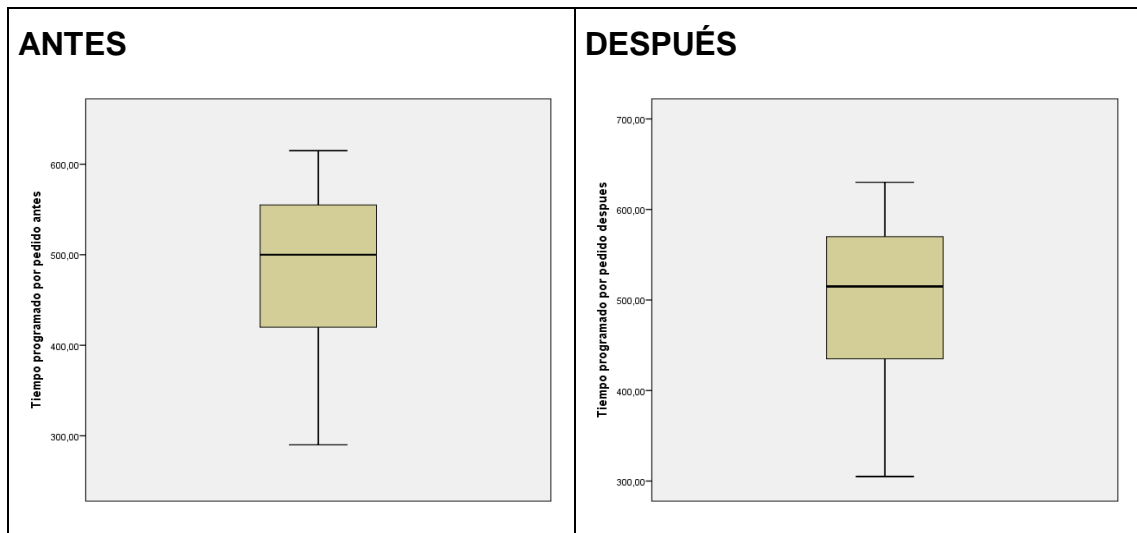 ANTES
Tiempo programado por pedido antes
600,00
500,00
400,00
300,00
DESPUÉS
Tiempo programado por pedido despues
700,00
600,00
500,00
400,00
300,00